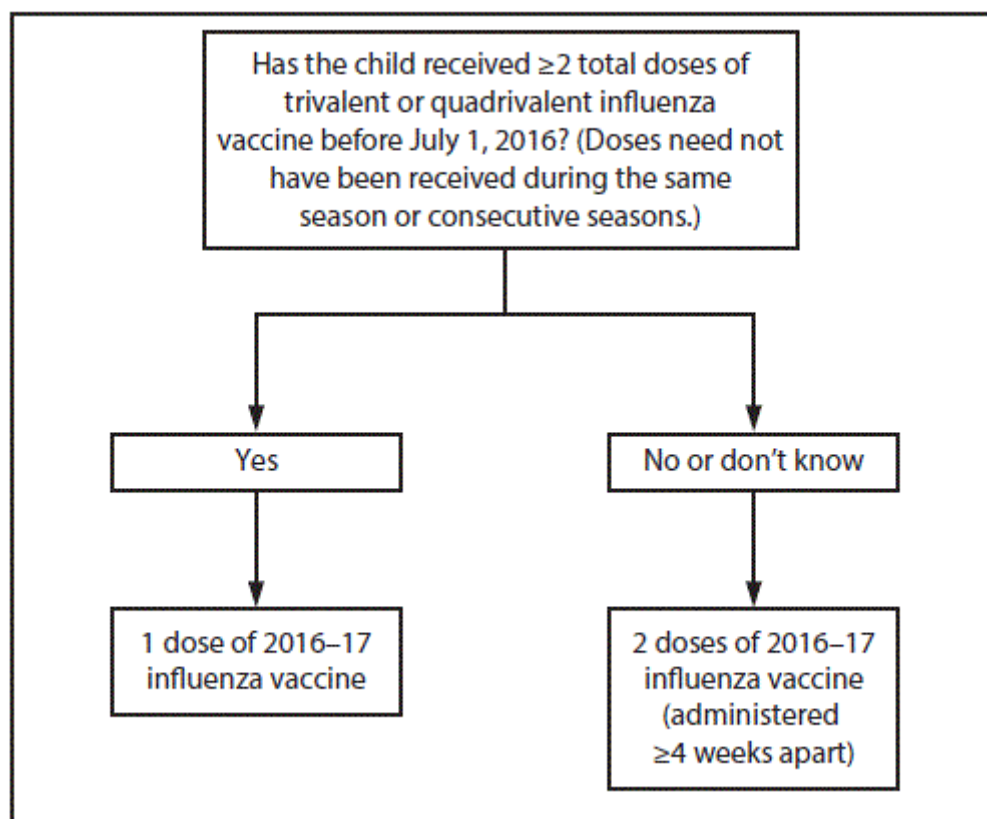 Has the child received ≥2 total doses of
trivalent or quadrivalent influenza
vaccine before July 1, 2016? (Doses need not
have been received during the same
season or consecutive seasons.)
Yes
No or don’t know
1 dose of 2016–17
influenza vaccine
2 doses of 2016–17
influenza vaccine
(administered
≥4 weeks apart)